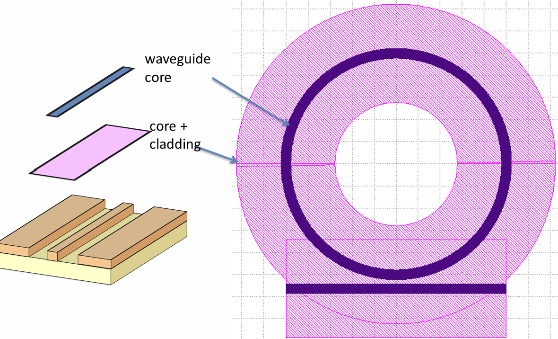 waveguide
core
core +
cladding